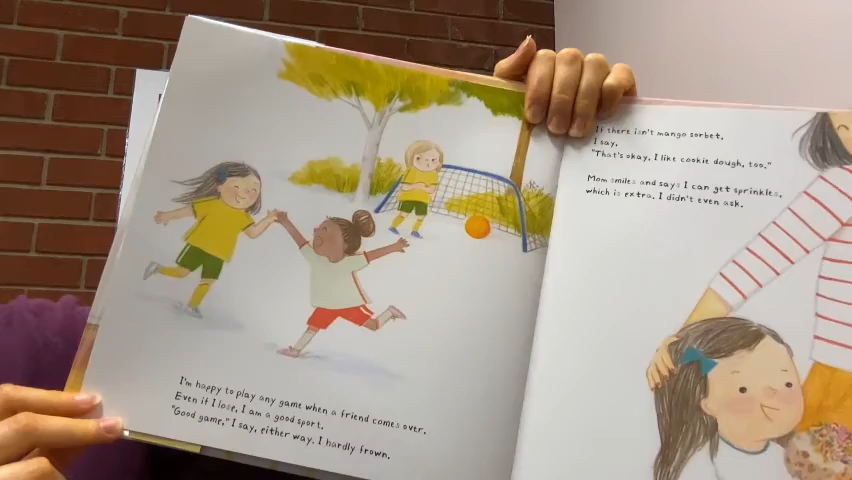 I'm happy to play any game when a friend comes over.
Even if I lose, I am a good sport.
"Good game," I say, either way. I hardly frown.
If there isn't mango sorbet,
I say,
"That's okay, I like cookie dough, too."
Mom smiles and says I can get sprinkles,
which is extra. I didn't even ask.